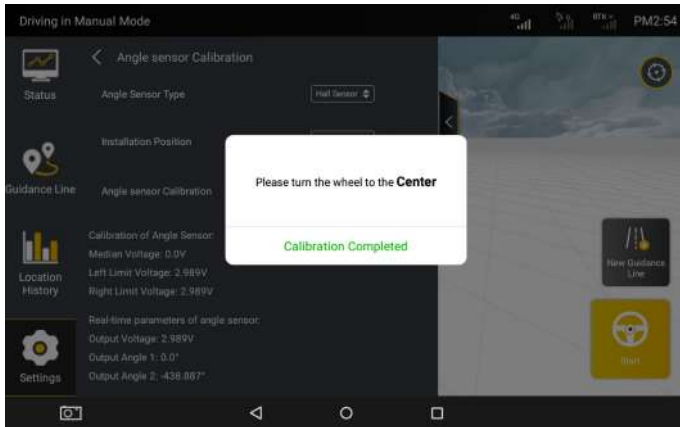 Driving in Manual Mode
4G
RTK
PM2:54
Angle sensor Calibration
Status
Angle Sensor Type
Hall Sensor
Installation Position
Please turn the wheel to the Center
Guidance Line
Angle sensor Calibration
Calibration of Angle Sensor:
Median Voltage: 0.0V
Calibration Completed
Left Limit Voltage: 2.989V
Right Limit Voltage: 2.989V
Location
History
New Guidance
Line
Real-time parameters of angle sensor:
Output Voltage: 2.989V
Output Angle 1: 0.0°
Output Angle 2: -438.887°
Settings
Start